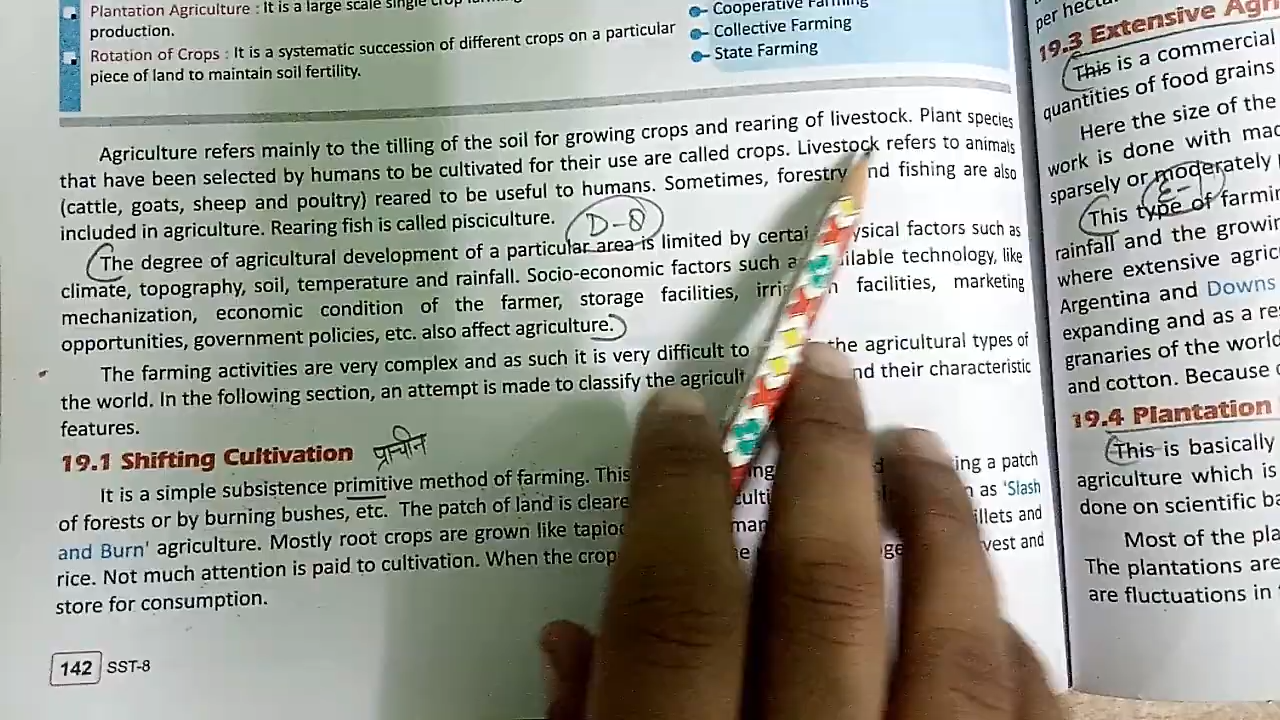 Plantation Agriculture : It is a large scale single crop
production.
Rotation of Crops : It is a systematic succession of different crops on a particular
piece of land to maintain soil fertility.
Cooperative Farming
Collective Farming
State Farming
Agriculture refers mainly to the tilling of the soil for growing crops and rearing of livestock. Plant species
that have been selected by humans to be cultivated for their use are called crops. Livestock refers to animals
(cattle, goats, sheep and poultry) reared to be useful to humans. Sometimes, forestry nd fishing are also
included in agriculture. Rearing fish is called pisciculture.
D-8
The degree of agricultural development of a particular area is limited by certai ysical factors such as
climate, topography, soil, temperature and rainfall. Socio-economic factors such a ilable technology, like
mechanization, economic condition of the farmer, storage facilities, irri n facilities, marketing
opportunities, government policies, etc. also affect agriculture.
The farming activities are very complex and as such it is very difficult to the agricultural types of
the world. In the following section, an attempt is made to classify the agricult nd their characteristic
features.
19.1 Shifting Cultivation प्राचीन
It is a simple subsistence primitive method of farming. This ing a patch
of forests or by burning bushes, etc. The patch of land is cleare culti as 'Slash
and Burn' agriculture. Mostly root crops are grown like tapioc man illets and
rice. Not much attention is paid to cultivation. When the crop vest and
store for consumption.
142 SST-8
per hecta
19.3 Extensive Agri
This is a commercial
quantities of food grains
Here the size of the
work is done with mac
sparsely or moderately
E-1
This type of farmin
rainfall and the growin
where extensive agric
Argentina and Downs
expanding and as a re
granaries of the world
and cotton. Because
19.4 Plantation
This is basically
agriculture which is
done on scientific ba
Most of the pla
The plantations are
are fluctuations in